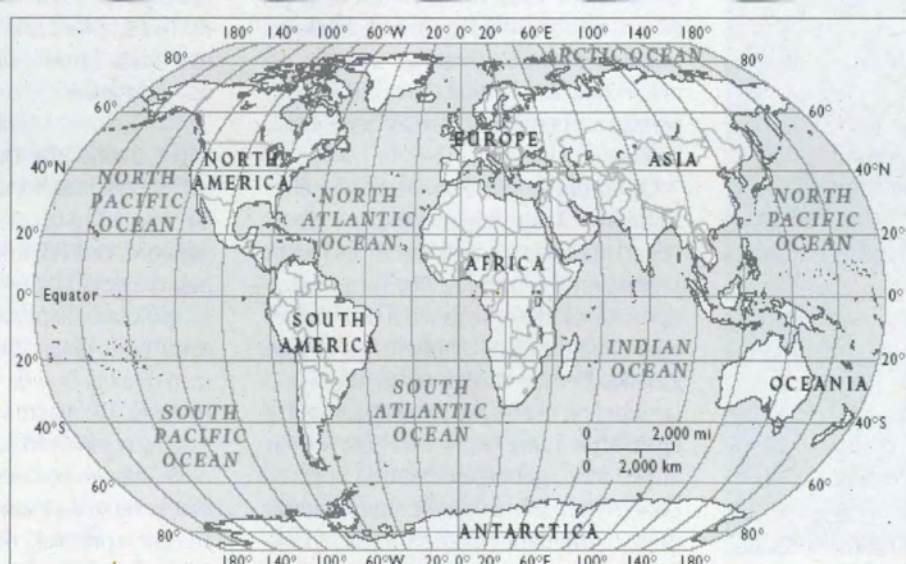 180° 140° 100° 60°W 20° 0° 20° 60°E 100° 140° 180°
ARCTIC OCEAN
80° 80°
60° 60°
EUROPE
NORTH AMERICA
ASIA
40°N 40°N
NORTH
PACIFIC
OCEAN
NORTH
ATLANTIC
OCEAN
NORTH
PACIFIC
OCEAN
20° 20°
AFRICA
0° Equator 0°
SOUTH
AMERICA
INDIAN
OCEAN
20° 20°
OCEANIA
SOUTH
ATLANTIC
OCEAN
SOUTH
PACIFIC
OCEAN
40°S 40°S
0 2,000 mi
0 2,000 km
60° 60°
ANTARCTICA
80° 80°
180° 140° 100° 60°W 20° 0° 20° 60°E 100° 140° 180°